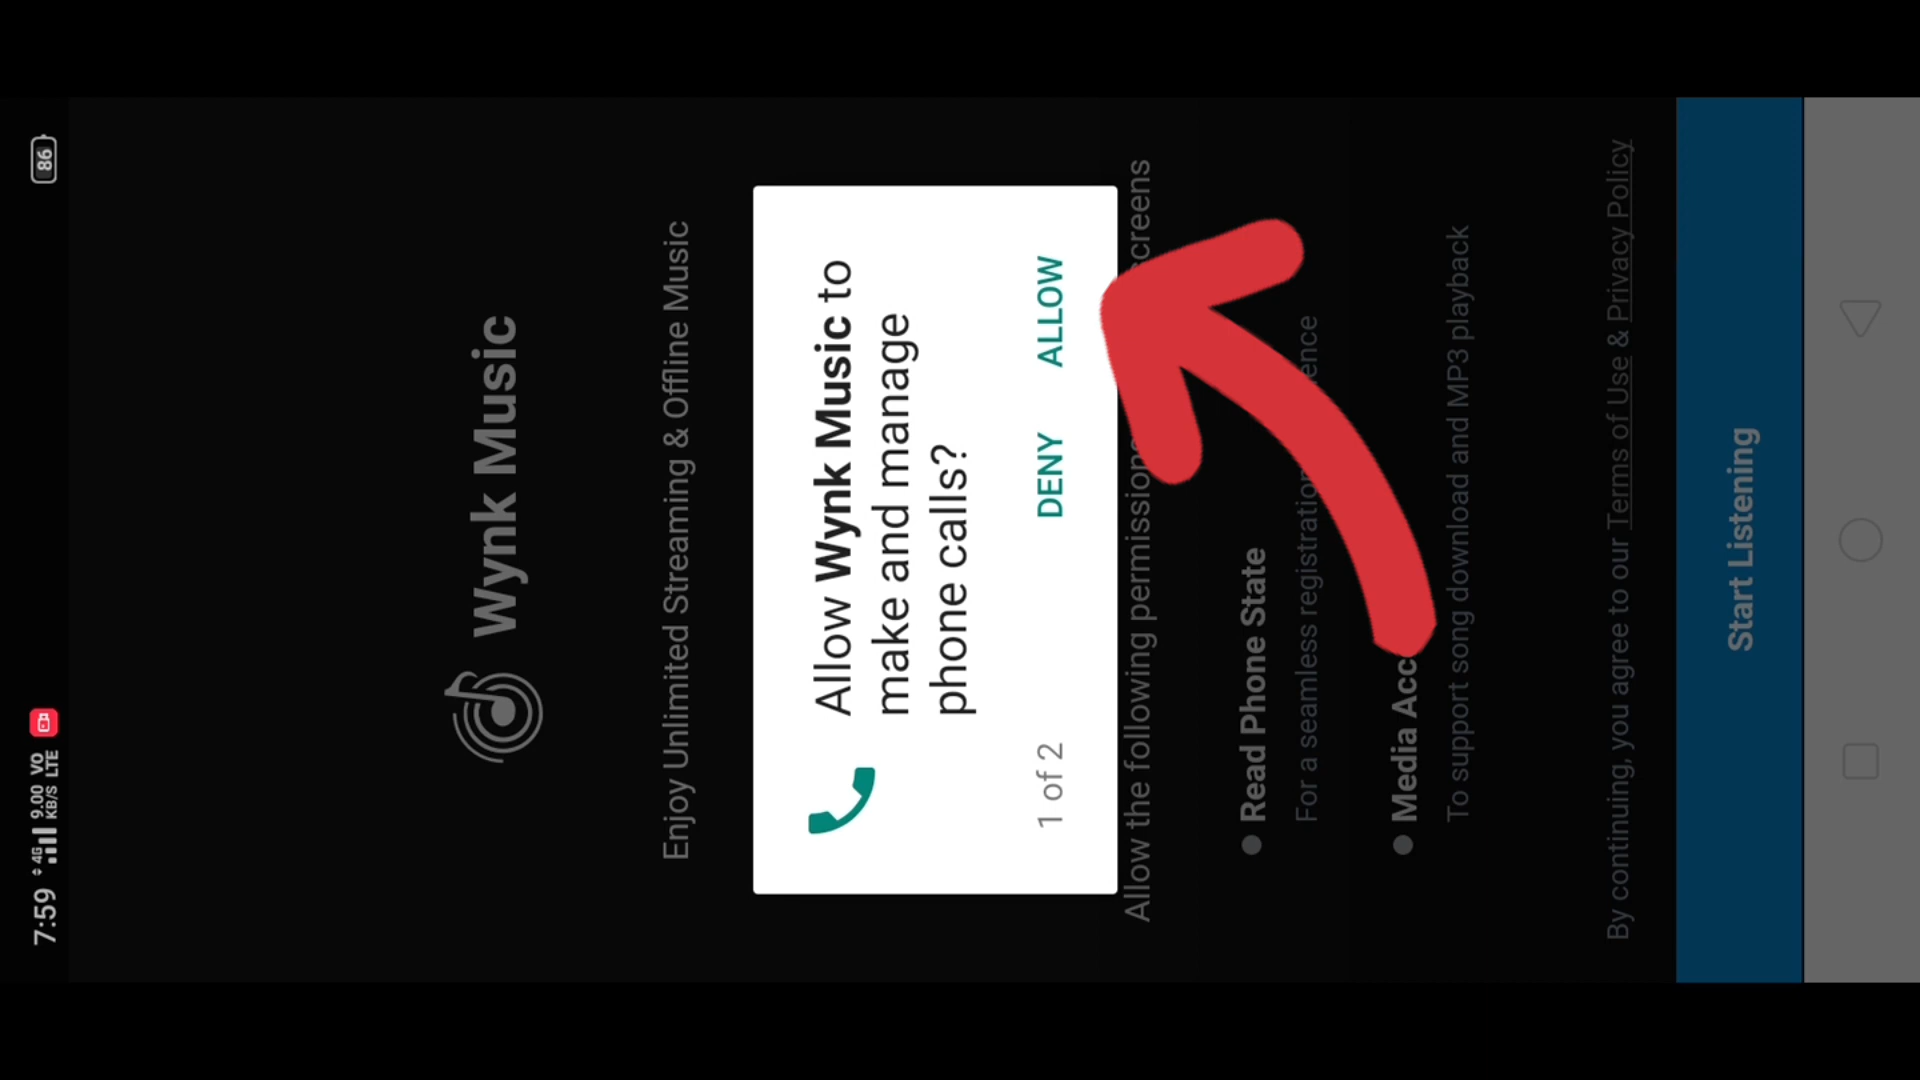 7:59 4G 9.00 KB/S VO LTE 86
Wynk Music
Enjoy Unlimited Streaming & Offline Music
Allow Wynk Music to
make and manage
phone calls?
1 of 2 DENY ALLOW
Allow the following permission creens
Read Phone State
For a seamless registration ence
Media Acc
To support song download and MP3 playback
By continuing, you agree to our Terms of Use & Privacy Policy
Start Listening